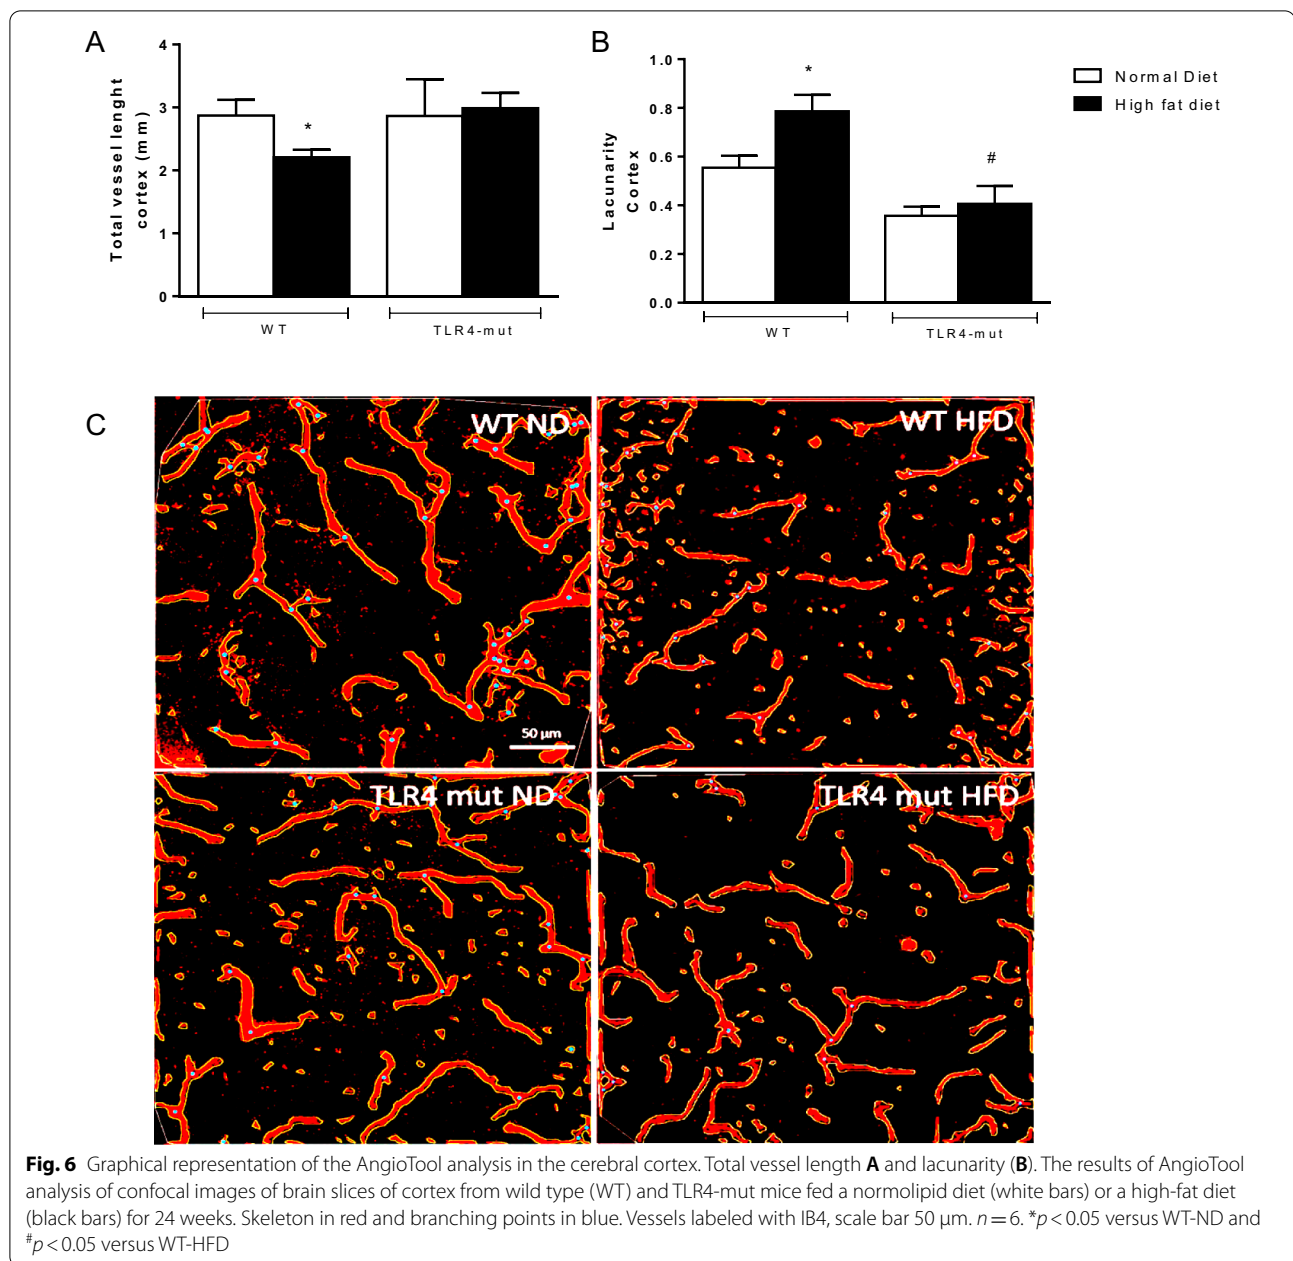 A
Total vessel lenght
cortex (mm)
4
3
2
1
0
*
WT
TLR4-mut
B
Lacunarity
Cortex
1.0
0.8
0.6
0.4
0.2
0.0
*
#
WT
TLR4-mut
Normal Diet
High fat diet
C
WT ND
WT HFD
50 µm
TLR4 mut ND
TLR4 mut HFD
Fig. 6 Graphical representation of the AngioTool analysis in the cerebral cortex. Total vessel length A and lacunarity (B). The results of AngioTool
analysis of confocal images of brain slices of cortex from wild type (WT) and TLR4-mut mice fed a normolipid diet (white bars) or a high-fat diet
(black bars) for 24 weeks. Skeleton in red and branching points in blue. Vessels labeled with IB4, scale bar 50 μm. n = 6. *p < 0.05 versus WT-ND and
#p < 0.05 versus WT-HFD